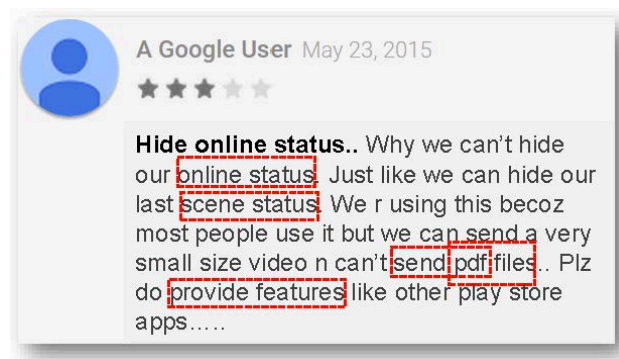 A Google User May 23, 2015
Hide online status.. Why we can't hide
our online status. Just like we can hide our
last scene status. We r using this becoz
most people use it but we can send a very
small size video n can't send pdf files.. Plz
do provide features like other play store
apps.....